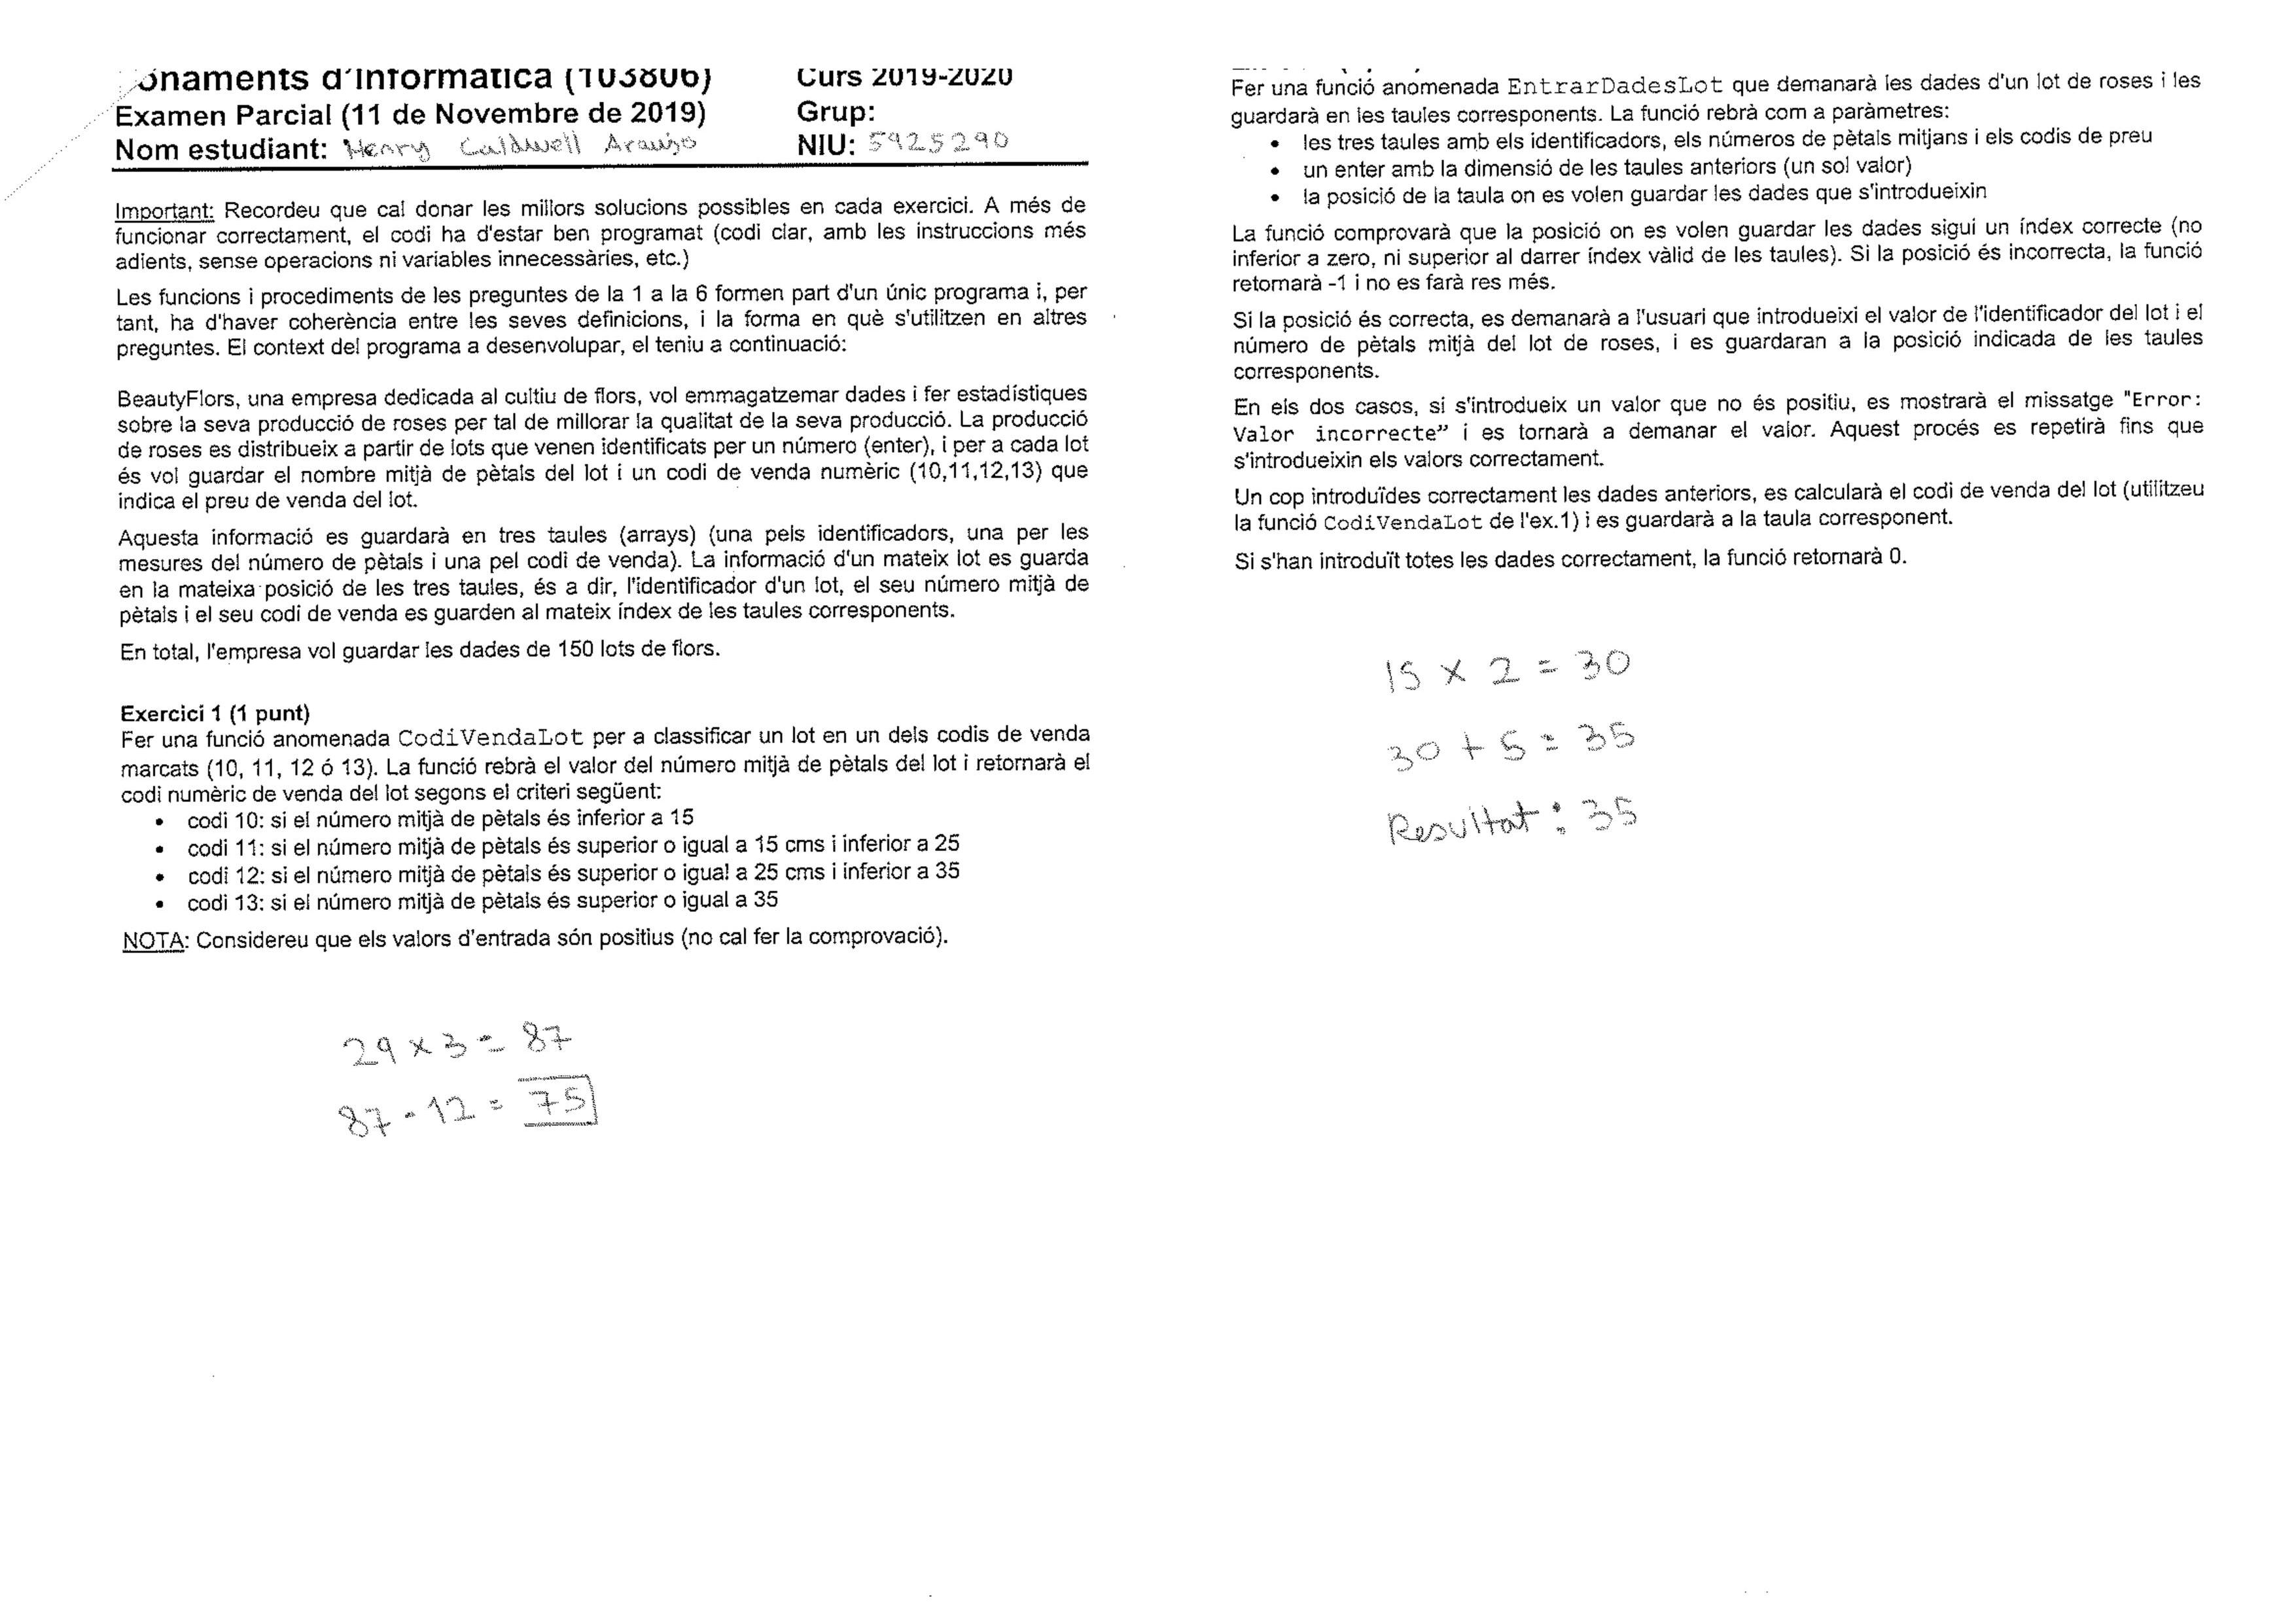 onaments d'Informàtica (103806) Curs 2019-2020
Examen Parcial (11 de Novembre de 2019) Grup:
Nom estudiant: Henry Caldwell Araujo NIU: 5925290
Important: Recordeu que cal donar les millors solucions possibles en cada exercici. A més de
funcionar correctament, el codi ha d'estar ben programat (codi clar, amb les instruccions més
adients, sense operacions ni variables innecessàries, etc.)
Les funcions i procediments de les preguntes de la 1 a la 6 formen part d'un únic programa i, per
tant, ha d'haver coherència entre les seves definicions, i la forma en què s'utilitzen en altres
preguntes. El context del programa a desenvolupar, el teniu a continuació:
BeautyFlors, una empresa dedicada al cultiu de flors, vol emmagatzemar dades i fer estadístiques
sobre la seva producció de roses per tal de millorar la qualitat de la seva producció. La producció
de roses es distribueix a partir de lots que venen identificats per un número (enter), i per a cada lot
és vol guardar el nombre mitjà de pètals del lot i un codi de venda numèric (10,11,12,13) que
indica el preu de venda del lot.
Aquesta informació es guardarà en tres taules (arrays) (una pels identificadors, una per les
mesures del número de pètals i una pel codi de venda). La informació d'un mateix lot es guarda
en la mateixa posició de les tres taules, és a dir, l'identificador d'un lot, el seu número mitjà de
pètals i el seu codi de venda es guarden al mateix índex de les taules corresponents.
En total, l'empresa vol guardar les dades de 150 lots de flors.
Exercici 1 (1 punt)
Fer una funció anomenada CodiVendaLot per a classificar un lot en un dels codis de venda
marcats (10, 11, 12 ó 13). La funció rebrà el valor del número mitjà de pètals del lot i retornarà el
codi numèric de venda del lot segons el criteri següent:
• codi 10: si el número mitjà de pètals és inferior a 15
• codi 11: si el número mitjà de pètals és superior o igual a 15 cms i inferior a 25
• codi 12: si el número mitjà de pètals és superior o igual a 25 cms i inferior a 35
• codi 13: si el número mitjà de pètals és superior o igual a 35
NOTA: Considereu que els valors d'entrada són positius (no cal fer la comprovació).
29 x 3 = 87
87 - 12 = 75
Fer una funció anomenada EntrarDadesLot que demanarà les dades d'un lot de roses i les
guardarà en les taules corresponents. La funció rebrà com a paràmetres:
• les tres taules amb els identificadors, els números de pètals mitjans i els codis de preu
• un enter amb la dimensió de les taules anteriors (un sol valor)
• la posició de la taula on es volen guardar les dades que s'introdueixin
La funció comprovarà que la posició on es volen guardar les dades sigui un índex correcte (no
inferior a zero, ni superior al darrer índex vàlid de les taules). Si la posició és incorrecta, la funció
retornarà -1 i no es farà res més.
Si la posició és correcta, es demanarà a l'usuari que introdueixi el valor de l'identificador del lot i el
número de pètals mitjà del lot de roses, i es guardaran a la posició indicada de les taules
corresponents.
En els dos casos, si s'introdueix un valor que no és positiu, es mostrarà el missatge "Error:
Valor incorrecte" i es tornarà a demanar el valor. Aquest procés es repetirà fins que
s'introdueixin els valors correctament.
Un cop introduïdes correctament les dades anteriors, es calcularà el codi de venda del lot (utilitzeu
la funció CodiVendaLot de l'ex.1) i es guardarà a la taula corresponent.
Si s'han introduït totes les dades correctament, la funció retornarà 0.
15 x 2 = 30
30 + 5 = 35
Resultat: 35